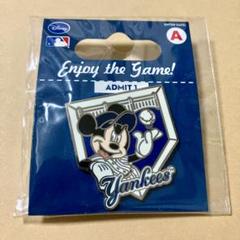 Disney
A
Enjoy the Game!
ADMIT 1
Yankees